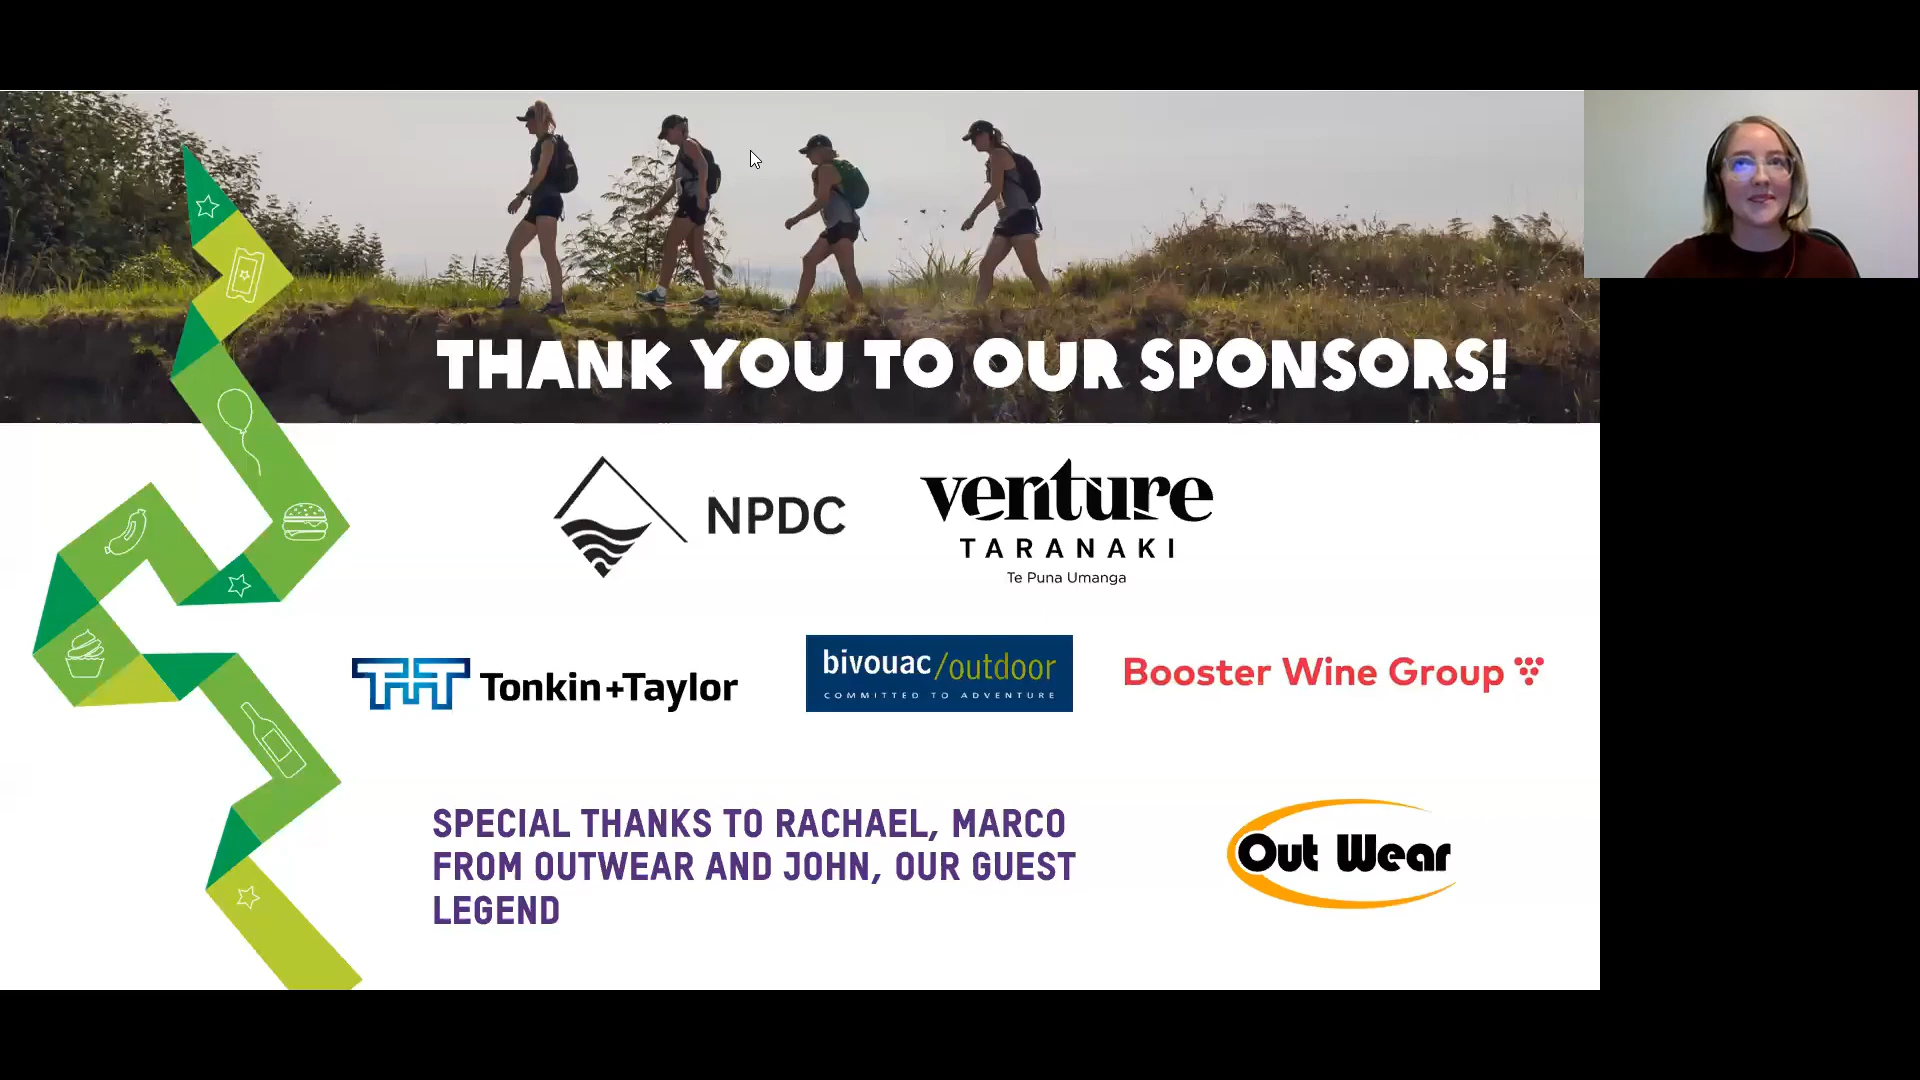 THANK YOU TO OUR SPONSORS!
NPDC
venture
TARANAKI
Te Puna Umanga
Tonkin+Taylor
bivouac/outdoor
COMMITTED TO ADVENTURE
Booster Wine Group
SPECIAL THANKS TO RACHAEL, MARCO
FROM OUTWEAR AND JOHN, OUR GUEST
LEGEND
Out Wear